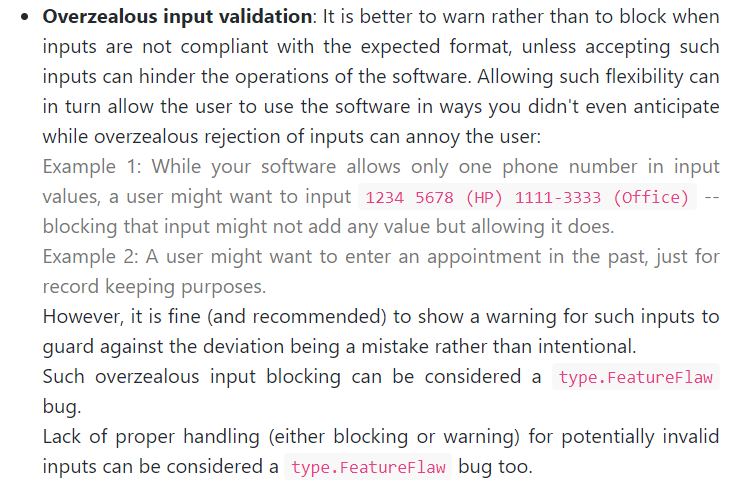 • Overzealous input validation: It is better to warn rather than to block when
inputs are not compliant with the expected format, unless accepting such
inputs can hinder the operations of the software. Allowing such flexibility can
in turn allow the user to use the software in ways you didn't even anticipate
while overzealous rejection of inputs can annoy the user:
Example 1: While your software allows only one phone number in input
values, a user might want to input 1234 5678 (HP) 1111-3333 (Office) --
blocking that input might not add any value but allowing it does.
Example 2: A user might want to enter an appointment in the past, just for
record keeping purposes.
However, it is fine (and recommended) to show a warning for such inputs to
guard against the deviation being a mistake rather than intentional.
Such overzealous input blocking can be considered a type.FeatureFlaw
bug.
Lack of proper handling (either blocking or warning) for potentially invalid
inputs can be considered a type.FeatureFlaw bug too.